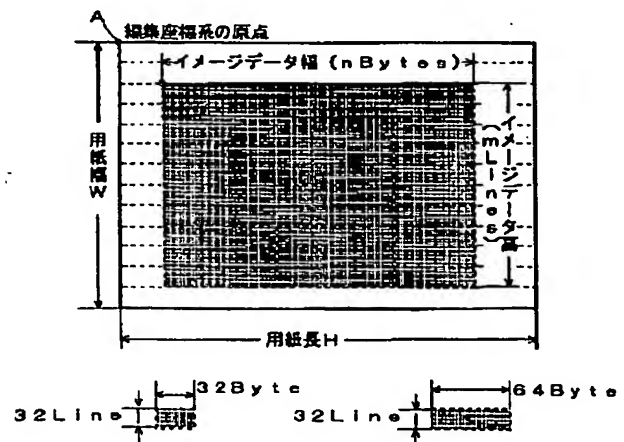 A
編集座標系の原点
イメージデータ幅 (nBytes)
用紙幅W
イメージデータ高
(mLines)
用紙長H
32Byte
32Line
64Byte
32Line